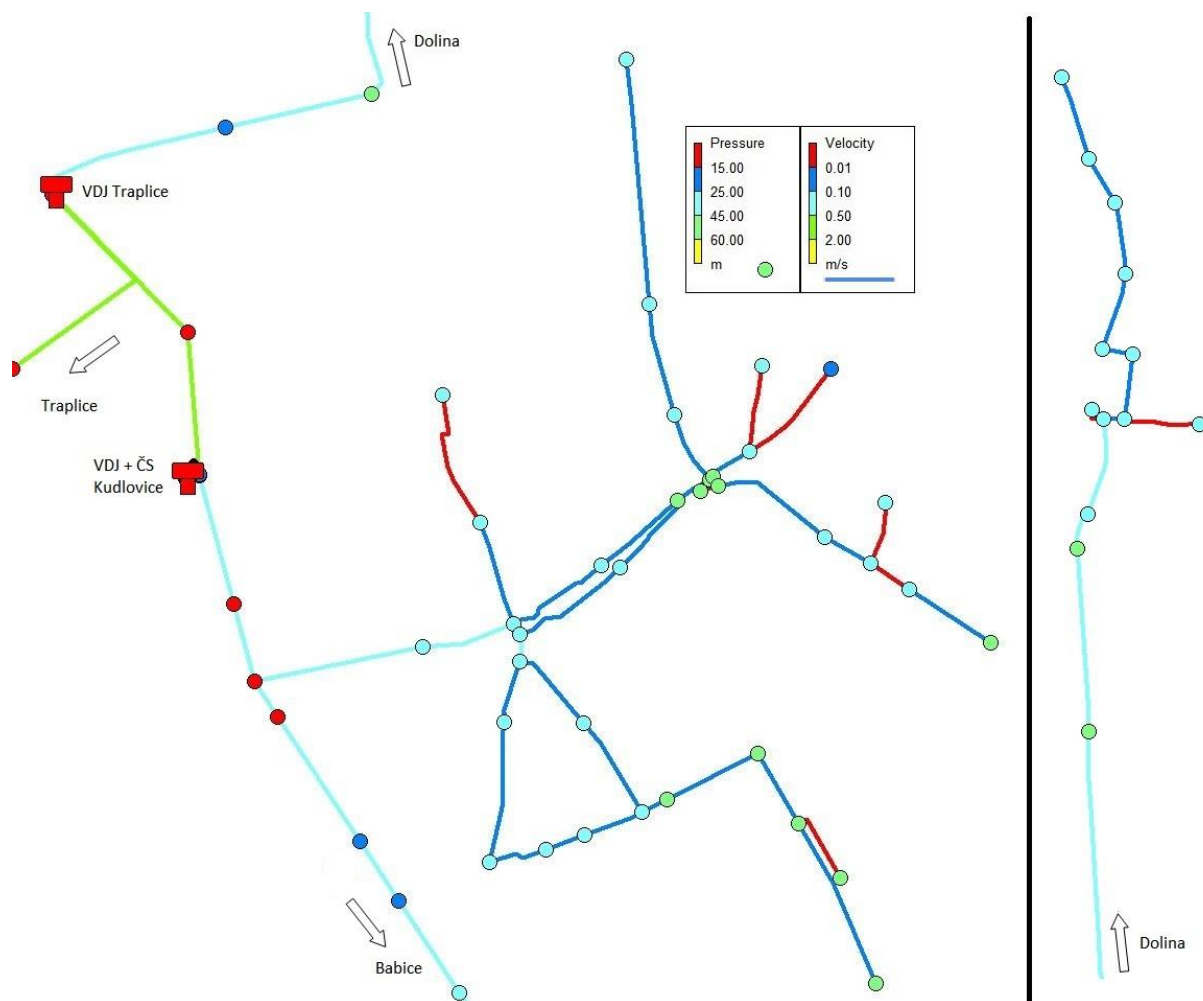 Dolina
VDJ Traplice
Traplice
VDJ + ČS
Kudlovice
Babice
Pressure
15.00
25.00
45.00
60.00
m
Velocity
0.01
0.10
0.50
2.00
m/s
Dolina